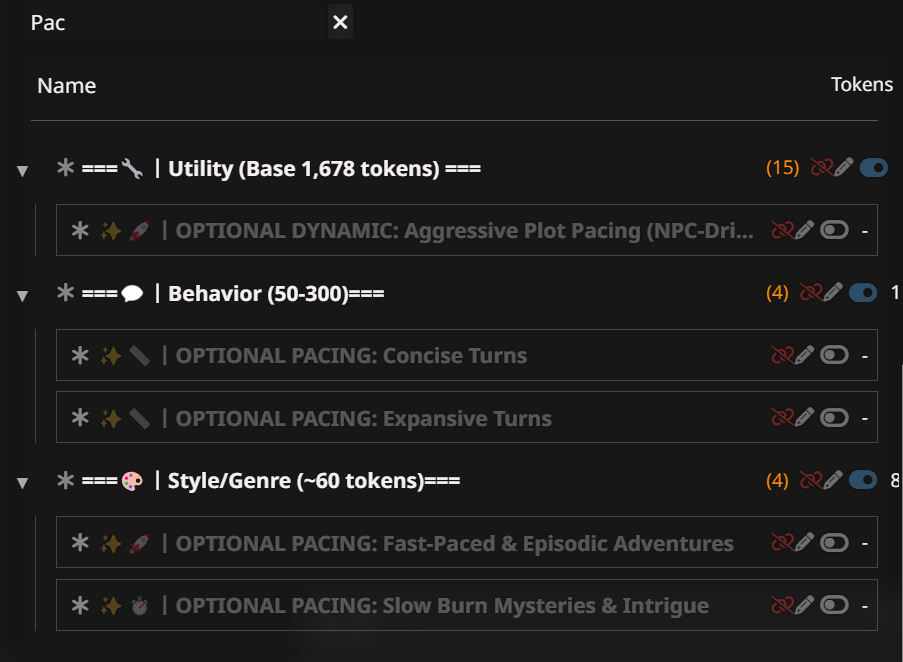 Pac
Name Tokens
===🔧 | Utility (Base 1,678 tokens) === (15)
✨🚀 | OPTIONAL DYNAMIC: Aggressive Plot Pacing (NPC-Dri... -
===💬 | Behavior (50-300)=== (4) 1
✨📏 | OPTIONAL PACING: Concise Turns -
✨📏 | OPTIONAL PACING: Expansive Turns -
===🎨 | Style/Genre (~60 tokens)=== (4) 8
✨🚀 | OPTIONAL PACING: Fast-Paced & Episodic Adventures -
✨⏱️ | OPTIONAL PACING: Slow Burn Mysteries & Intrigue -